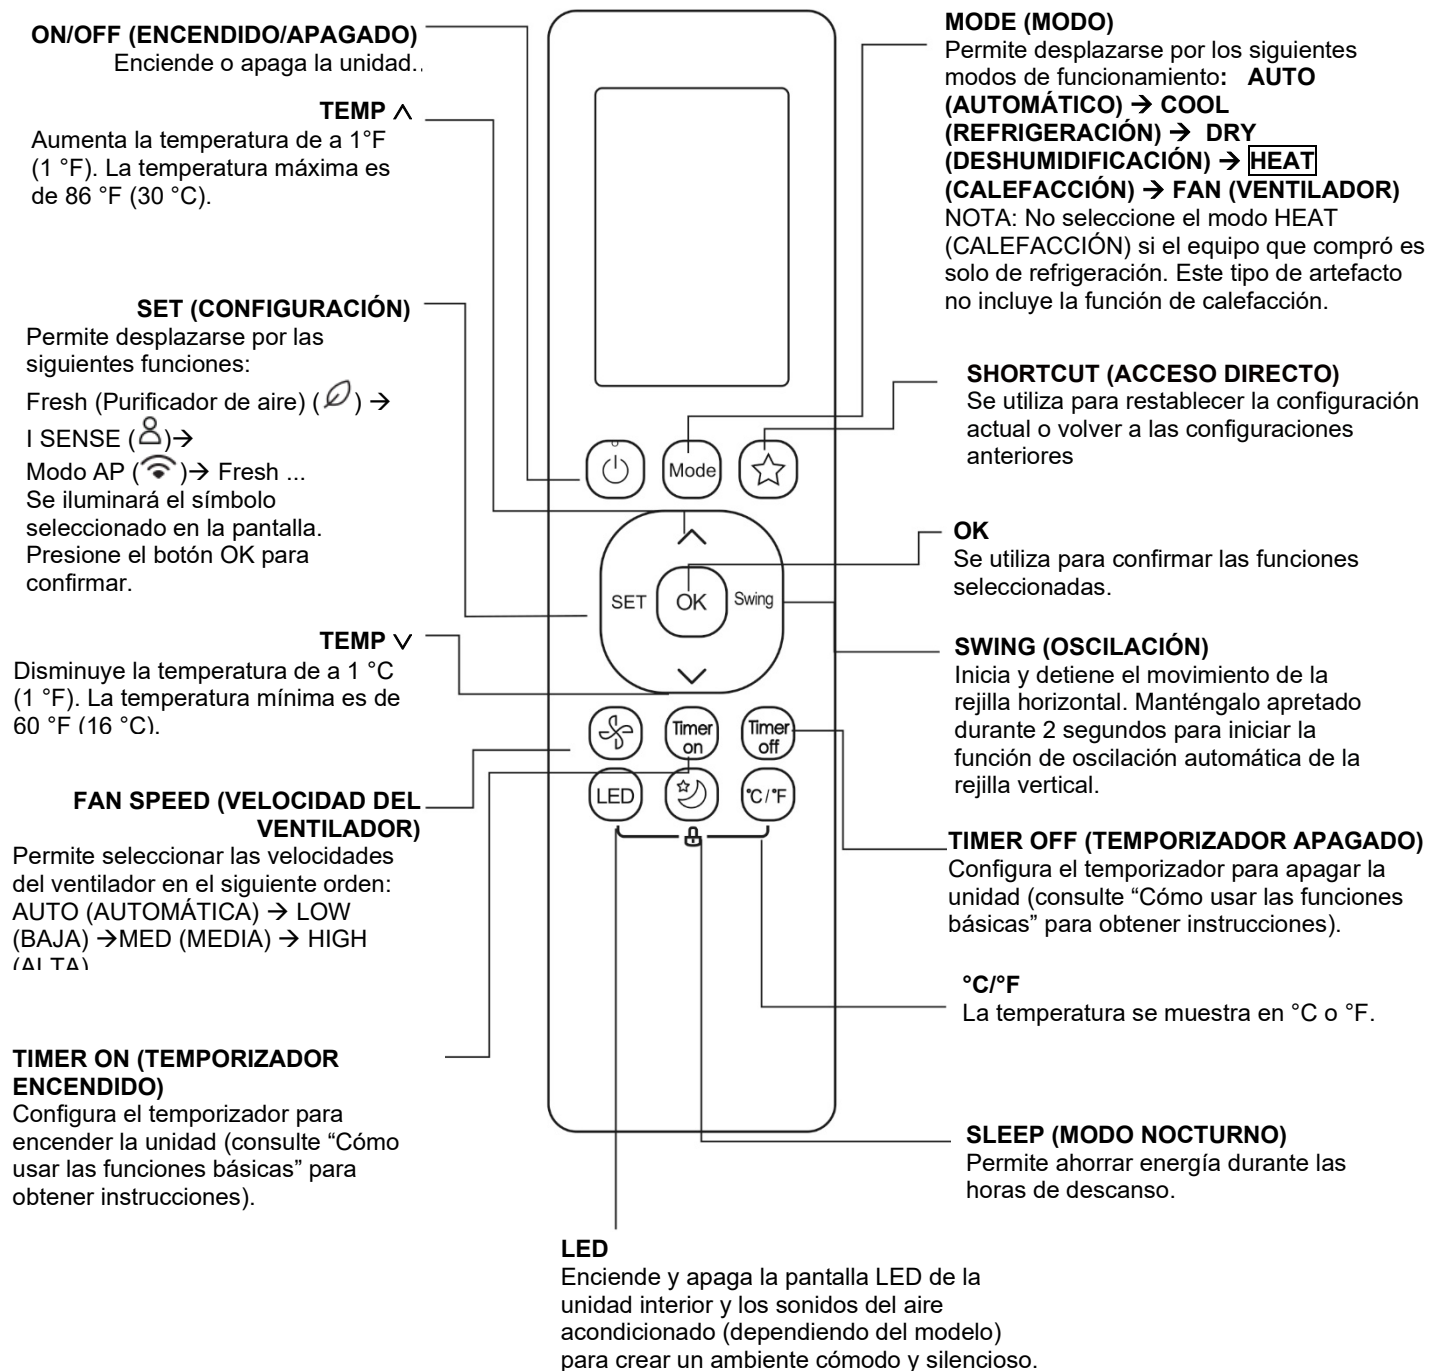 ON/OFF (ENCENDIDO/APAGADO)
Enciende o apaga la unidad..
TEMP ∧
Aumenta la temperatura de a 1°F
(1 °F). La temperatura máxima es
de 86 °F (30 °C).
SET (CONFIGURACIÓN)
Permite desplazarse por las
siguientes funciones:
Fresh (Purificador de aire) ( ) →
I SENSE ( )→
Modo AP ( )→ Fresh ...
Se iluminará el símbolo
seleccionado en la pantalla.
Presione el botón OK para
confirmar.
TEMP ∨
Disminuye la temperatura de a 1 °C
(1 °F). La temperatura mínima es de
60 °F (16 °C).
FAN SPEED (VELOCIDAD DEL
VENTILADOR)
Permite seleccionar las velocidades
del ventilador en el siguiente orden:
AUTO (AUTOMÁTICA) → LOW
(BAJA) →MED (MEDIA) → HIGH
(ALTA)
TIMER ON (TEMPORIZADOR
ENCENDIDO)
Configura el temporizador para
encender la unidad (consulte “Cómo
usar las funciones básicas” para
obtener instrucciones).
Mode
SET
OK
Swing
Timer
on
Timer
off
LED
°C/°F
MODE (MODO)
Permite desplazarse por los siguientes
modos de funcionamiento: AUTO
(AUTOMÁTICO) → COOL
(REFRIGERACIÓN) → DRY
(DESHUMIDIFICACIÓN) → HEAT
(CALEFACCIÓN) → FAN (VENTILADOR)
NOTA: No seleccione el modo HEAT
(CALEFACCIÓN) si el equipo que compró es
solo de refrigeración. Este tipo de artefacto
no incluye la función de calefacción.
SHORTCUT (ACCESO DIRECTO)
Se utiliza para restablecer la configuración
actual o volver a las configuraciones
anteriores
OK
Se utiliza para confirmar las funciones
seleccionadas.
SWING (OSCILACIÓN)
Inicia y detiene el movimiento de la
rejilla horizontal. Manténgalo apretado
durante 2 segundos para iniciar la
función de oscilación automática de la
rejilla vertical.
TIMER OFF (TEMPORIZADOR APAGADO)
Configura el temporizador para apagar la
unidad (consulte “Cómo usar las funciones
básicas” para obtener instrucciones).
°C/°F
La temperatura se muestra en °C o °F.
SLEEP (MODO NOCTURNO)
Permite ahorrar energía durante las
horas de descanso.
LED
Enciende y apaga la pantalla LED de la
unidad interior y los sonidos del aire
acondicionado (dependiendo del modelo)
para crear un ambiente cómodo y silencioso.